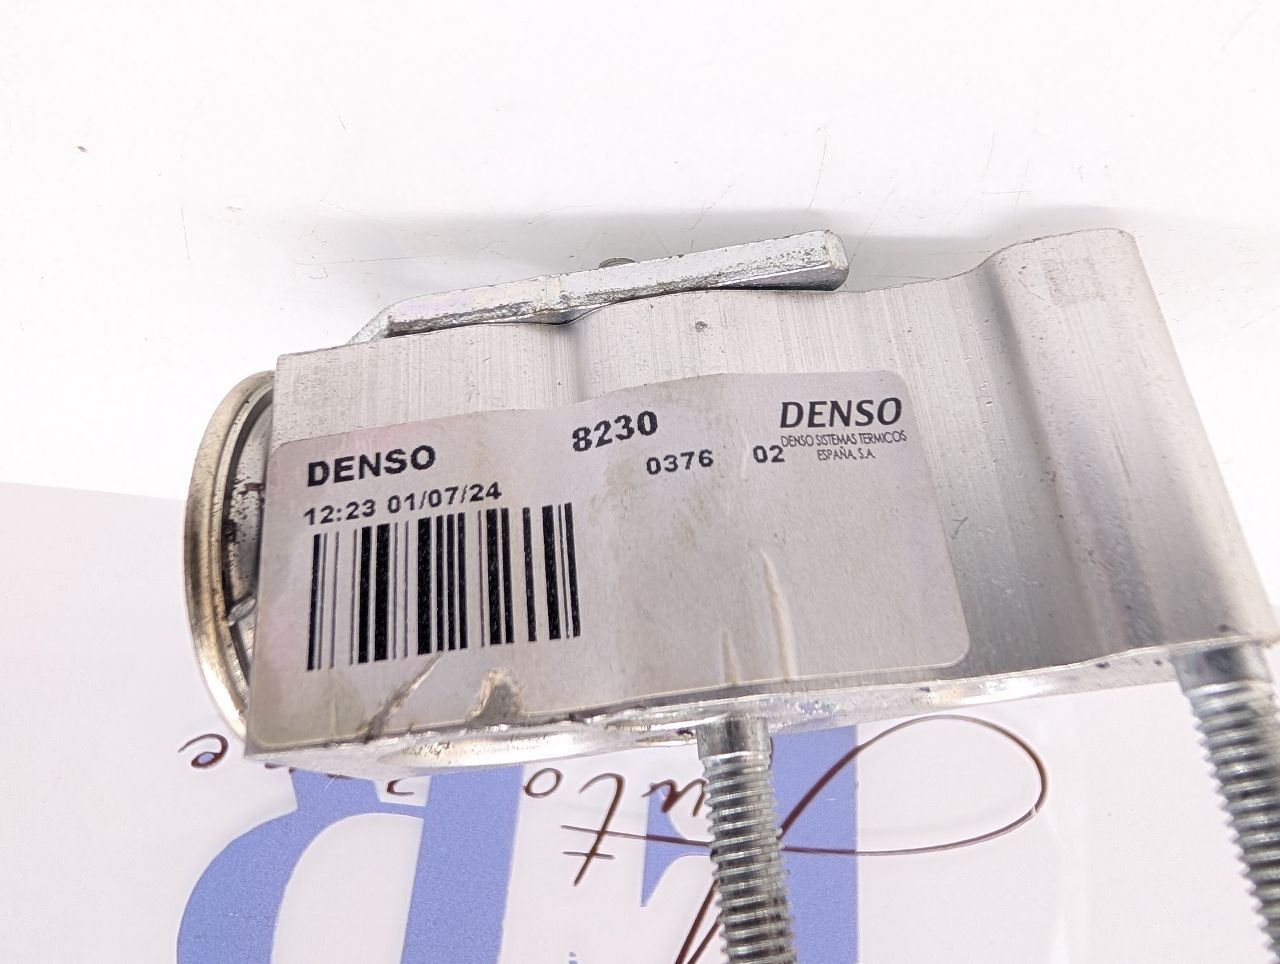 DENSO
8230
DENSO
DENSO SISTEMAS TERMICOS
ESPAÑA, S.A.
0376 02
12:23 01/07/24